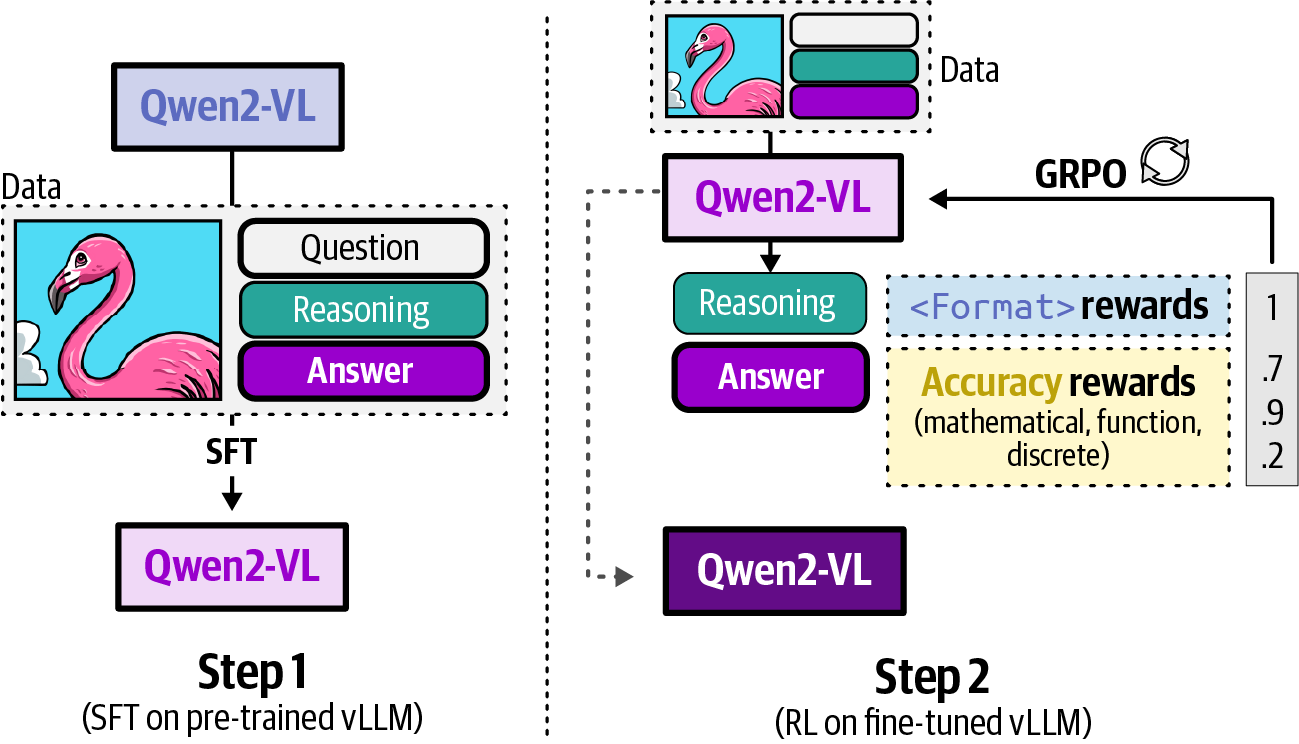 Qwen2-VL
Data
Question
Reasoning
Answer
SFT
Qwen2-VL
Step 1
(SFT on pre-trained vLLM)
Data
Qwen2-VL
GRPO
Reasoning
Answer
<Format> rewards
Accuracy rewards
(mathematical, function,
discrete)
1
.7
.9
.2
Qwen2-VL
Step 2
(RL on fine-tuned vLLM)